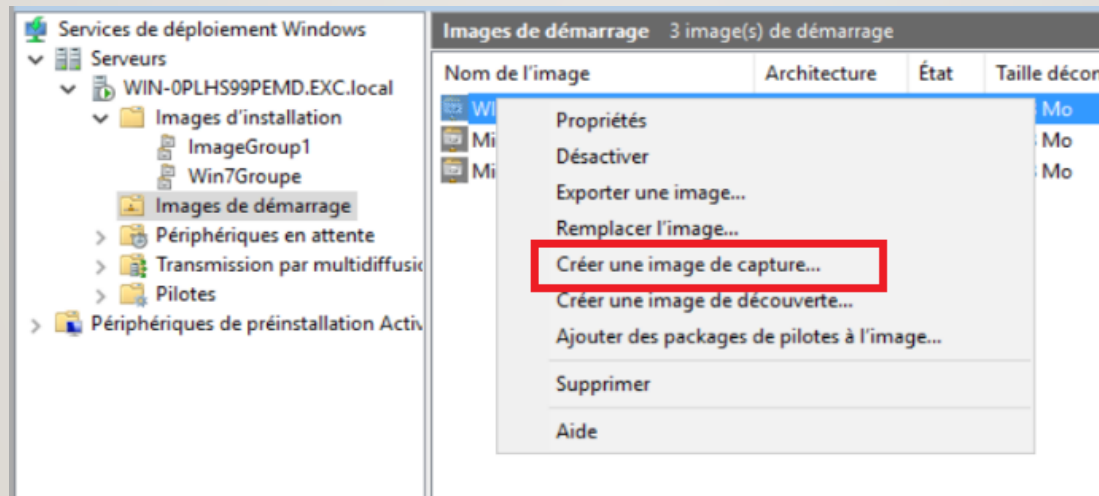 Services de déploiement Windows
Serveurs
WIN-0PLHS99PEMD.EXC.local
Images d'installation
ImageGroup1
Win7Groupe
Images de démarrage
Périphériques en attente
Transmission par multidiffusi
Pilotes
Périphériques de préinstallation Activ
Images de démarrage 3 image(s) de démarrage
Nom de l'image Architecture État Taille décor
WI Mo
Mi Mo
Mi Mo
Propriétés
Désactiver
Exporter une image...
Remplacer l'image...
Créer une image de capture...
Créer une image de découverte...
Ajouter des packages de pilotes à l'image...
Supprimer
Aide